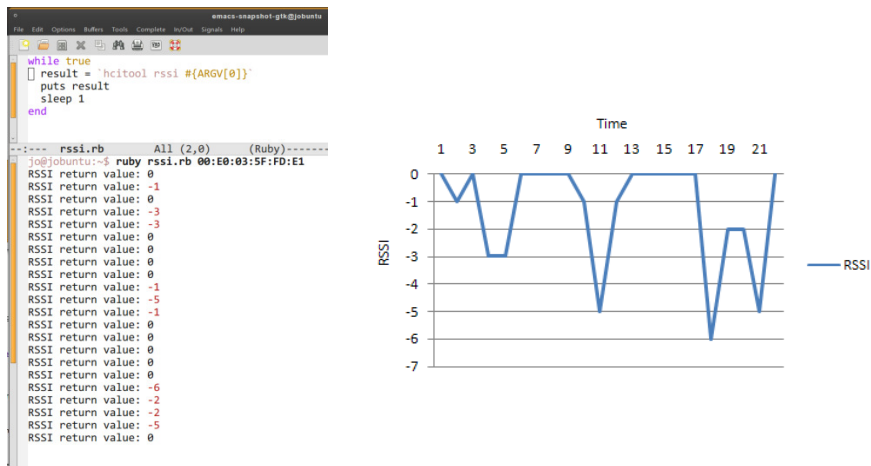 emacs-snapshot-gtk@jobuntu
File Edit Options Buffers Tools Complete In/Out Signals Help
while true
result = `hcitool rssi #{ARGV[0]}`
puts result
sleep 1
end
--:--- rssi.rb All (2,0) (Ruby)-------
jo@jobuntu:~$ ruby rssi.rb 00:E0:03:5F:FD:E1
RSSI return value: 0
RSSI return value: -1
RSSI return value: 0
RSSI return value: -3
RSSI return value: -3
RSSI return value: 0
RSSI return value: 0
RSSI return value: 0
RSSI return value: 0
RSSI return value: -1
RSSI return value: -5
RSSI return value: -1
RSSI return value: 0
RSSI return value: 0
RSSI return value: 0
RSSI return value: 0
RSSI return value: 0
RSSI return value: -6
RSSI return value: -2
RSSI return value: -2
RSSI return value: -5
RSSI return value: 0
Time
1 3 5 7 9 11 13 15 17 19 21
0
-1
-2
-3
-4
-5
-6
-7
RSSI
RSSI